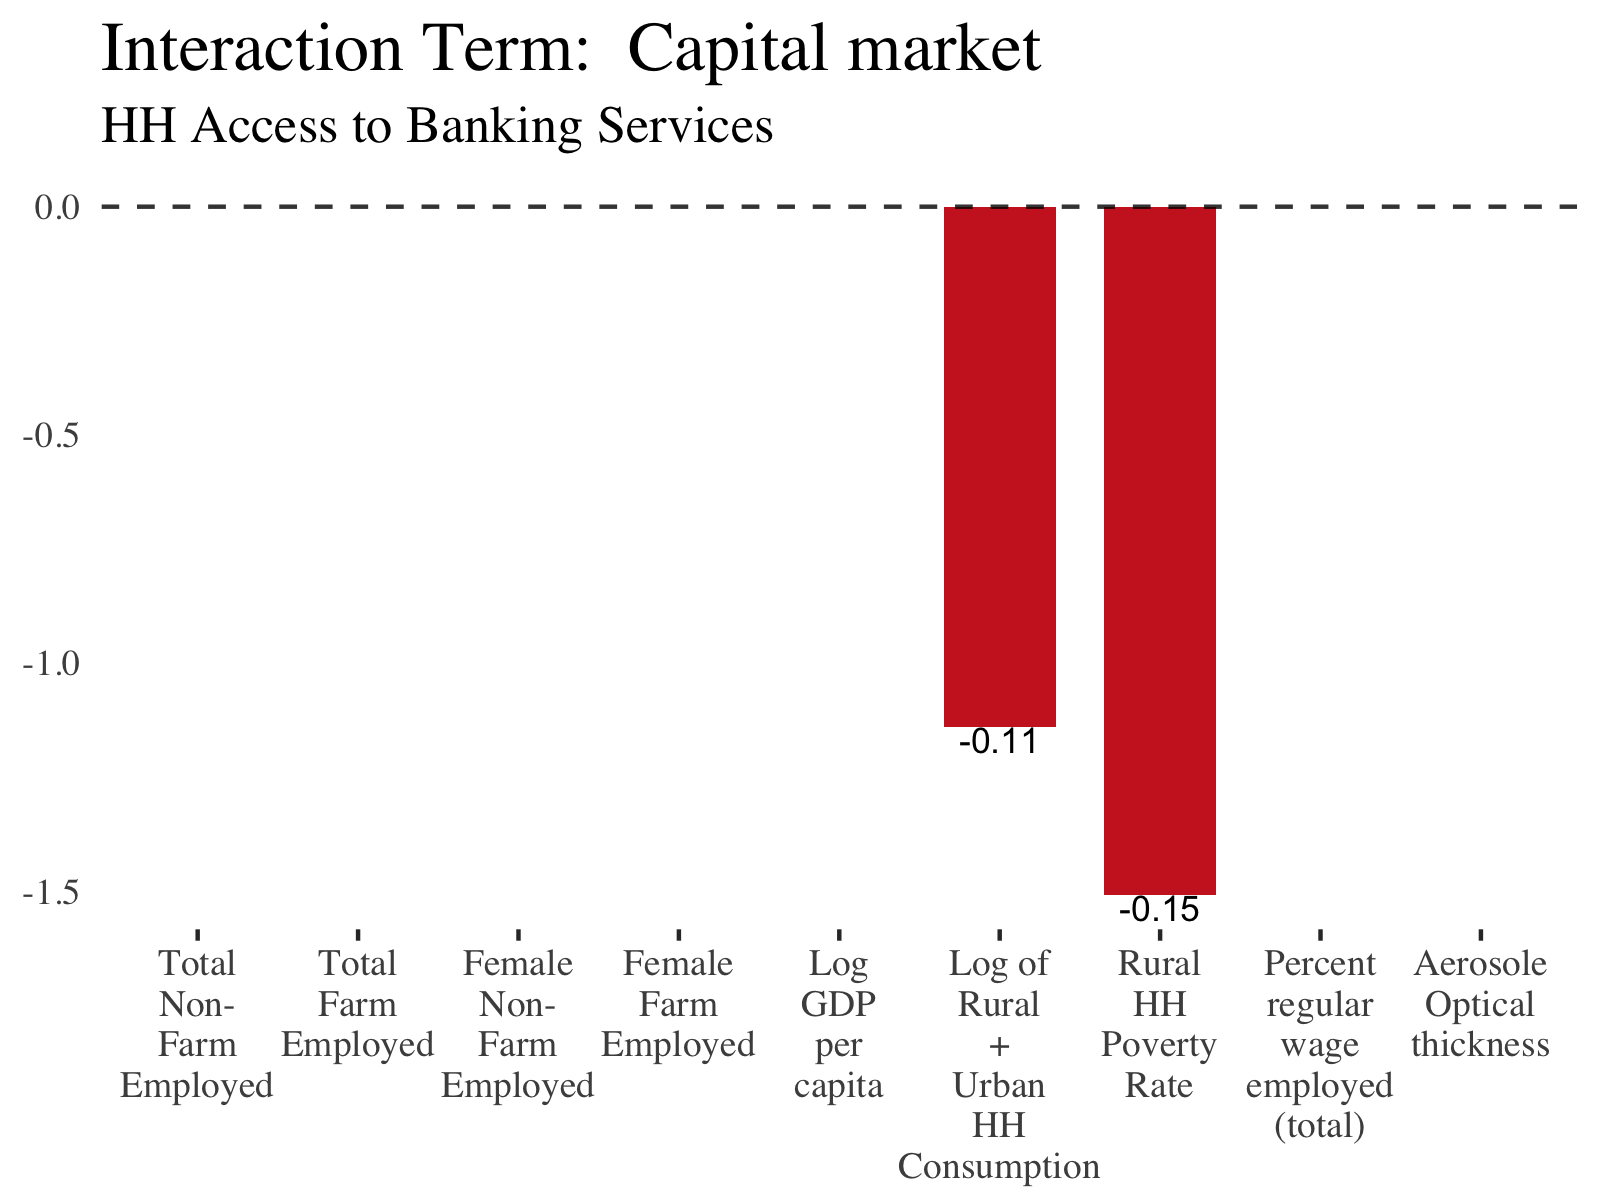 Interaction Term:  Capital market
HH Access to Banking Services
0.0
-0.5
-1.0
-1.5
-0.11
-0.15
Total
Non-
Farm
Employed
Total
Farm
Employed
Female
Non-
Farm
Employed
Female
Farm
Employed
Log
GDP
per
capita
Log of
Rural
+
Urban
HH
Consumption
Rural
HH
Poverty
Rate
Percent
regular
wage
employed
(total)
Aerosole
Optical
thickness